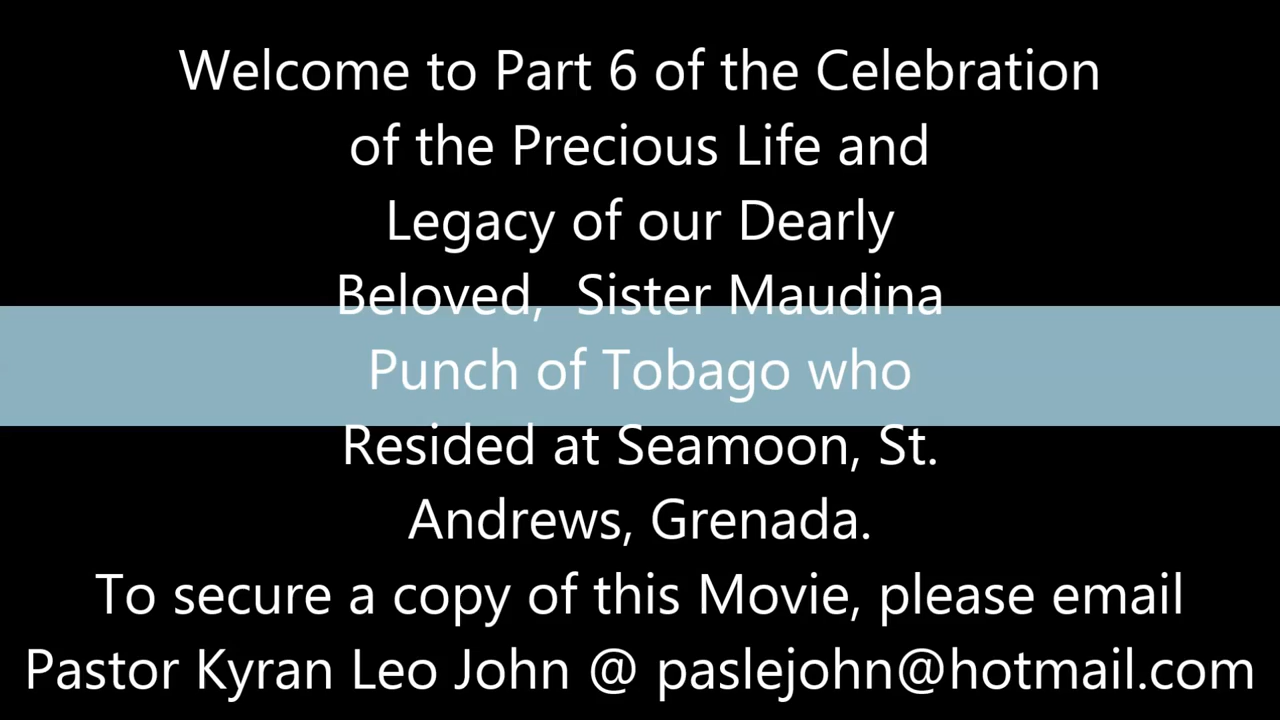 Welcome to Part 6 of the Celebration
of the Precious Life and
Legacy of our Dearly
Beloved,  Sister Maudina
Punch of Tobago who
Resided at Seamoon, St.
Andrews, Grenada.
To secure a copy of this Movie, please email
Pastor Kyran Leo John @ paslejohn@hotmail.com